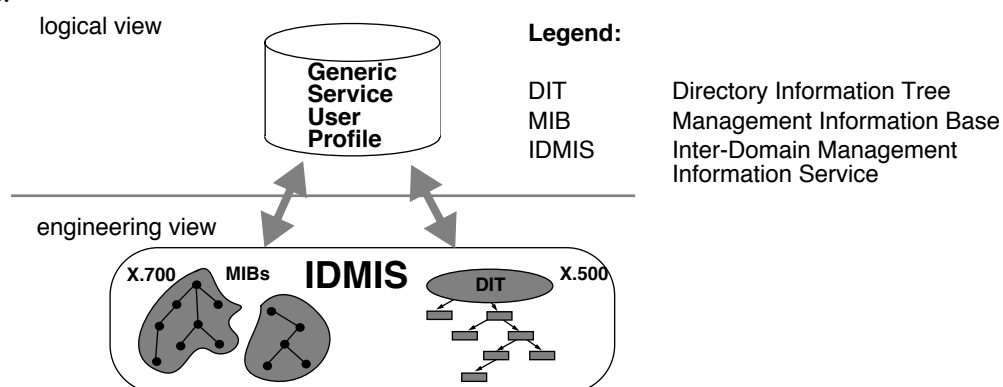 logical view
Generic
Service
User
Profile
Legend:
DIT Directory Information Tree
MIB Management Information Base
IDMIS Inter-Domain Management
Information Service
engineering view
X.700 MIBs IDMIS DIT X.500